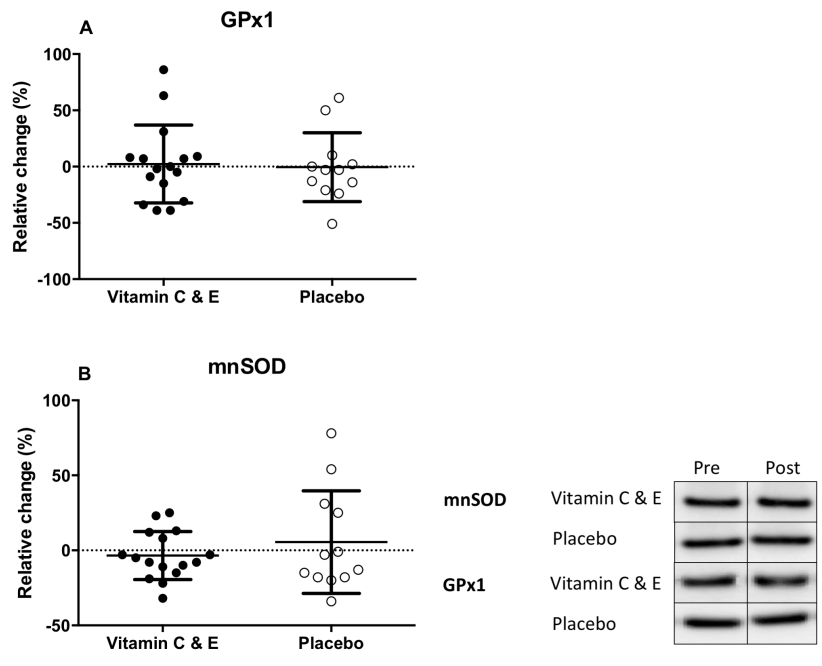 A
GPx1
Relative change (%)
100
50
0
-50
-100
Vitamin C & E
Placebo
B
mnSOD
Relative change (%)
100
50
0
-50
Vitamin C & E
Placebo
Pre
Post
mnSOD
Vitamin C & E
Placebo
GPx1
Vitamin C & E
Placebo